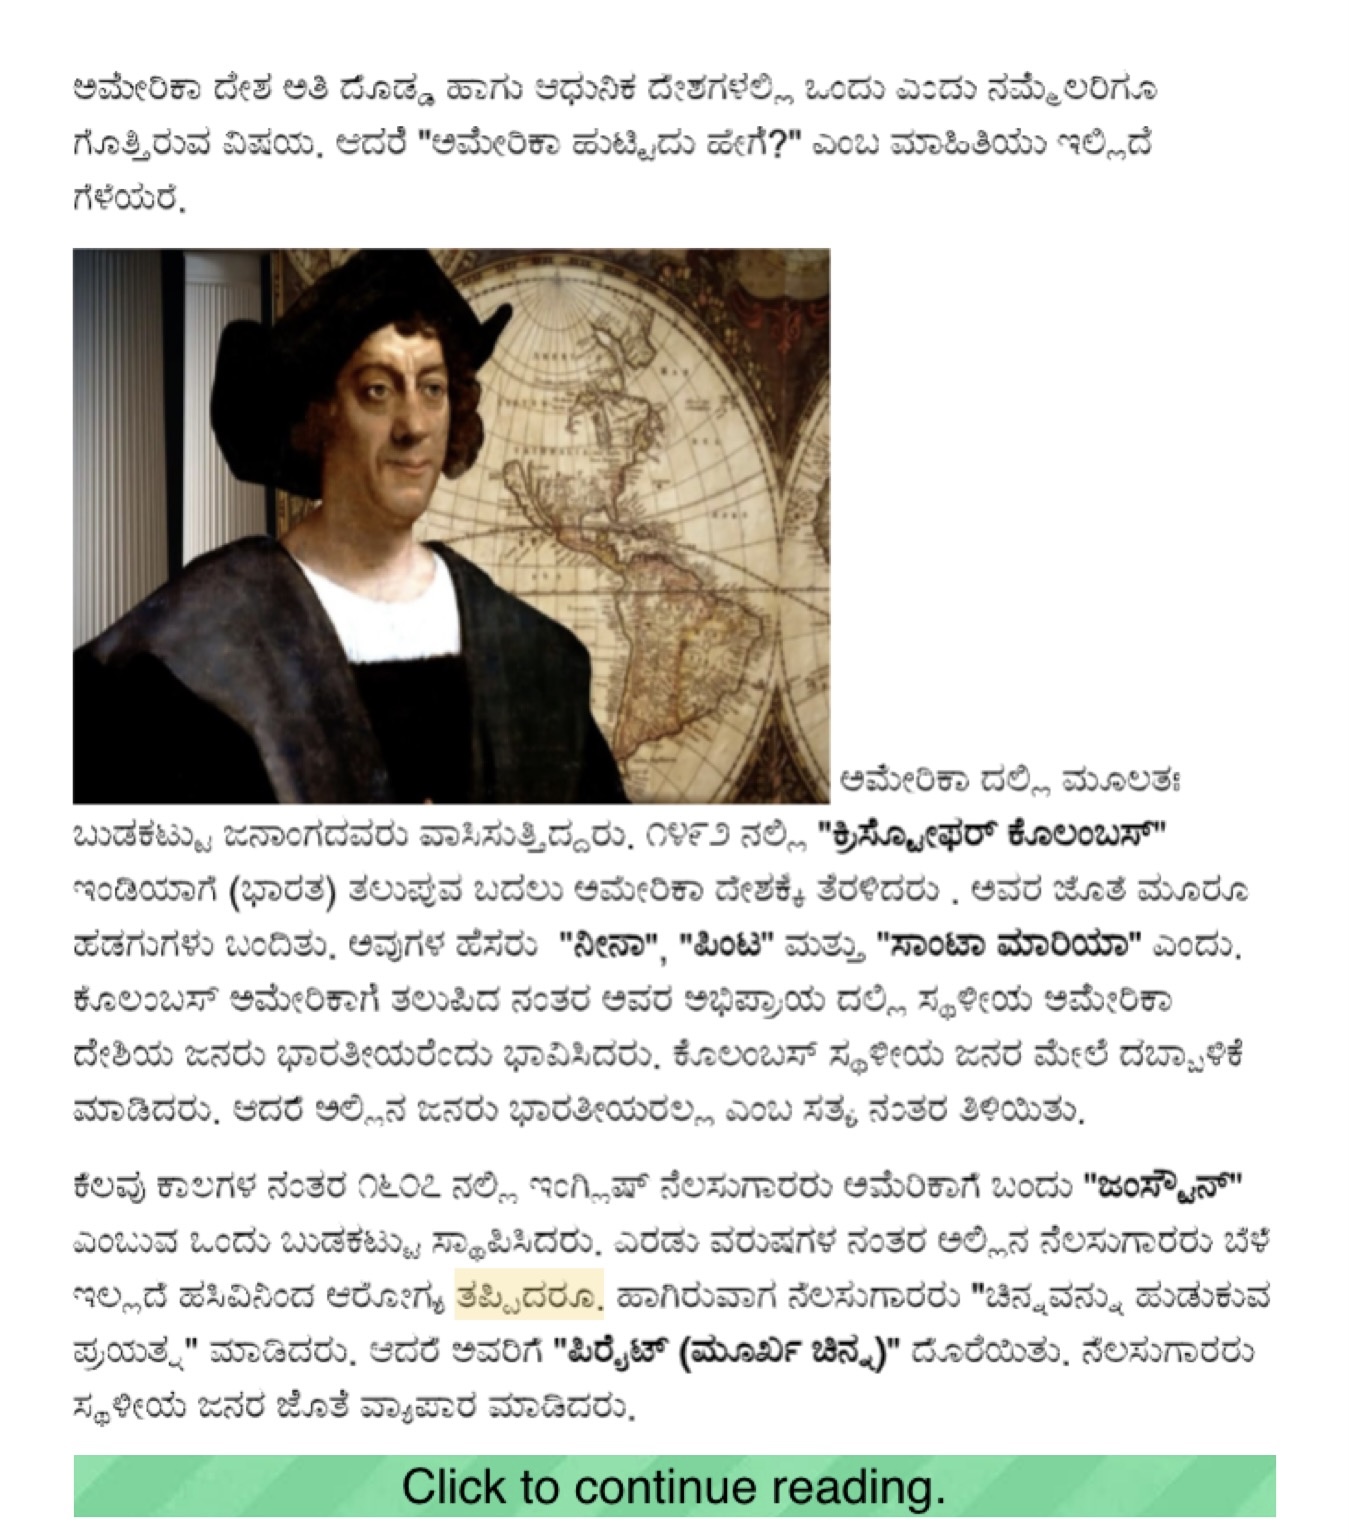 ಅಮೇರಿಕಾ ದೇಶ ಅತಿ ದೊಡ್ಡ ಹಾಗು ಆಧುನಿಕ ದೇಶಗಳಲ್ಲಿ ಒಂದು ಎಂದು ನಮ್ಮೆಲರಿಗೂ
ಗೊತ್ತಿರುವ ವಿಷಯ. ಆದರೆ "ಅಮೇರಿಕಾ ಹುಟ್ಟಿದು ಹೇಗೆ?" ಎಂಬ ಮಾಹಿತಿಯು ಇಲ್ಲಿದೆ
ಗೆಳೆಯರೆ.
ಅಮೇರಿಕಾ ದಲ್ಲಿ ಮೂಲತಃ
ಬುಡಕಟ್ಟು ಜನಾಂಗದವರು ವಾಸಿಸುತ್ತಿದ್ದರು. ೧೪೯೨ ನಲ್ಲಿ "ಕ್ರಿಸ್ಟೋಫರ್ ಕೊಲಂಬಸ್"
ಇಂಡಿಯಾಗೆ (ಭಾರತ) ತಲುಪುವ ಬದಲು ಅಮೇರಿಕಾ ದೇಶಕ್ಕೆ ತೆರಳಿದರು . ಅವರ ಜೊತೆ ಮೂರೂ
ಹಡಗುಗಳು ಬಂದಿತು. ಅವುಗಳ ಹೆಸರು "ನೀನಾ", "ಪಿಂಟ" ಮತ್ತು "ಸಾಂಟಾ ಮಾರಿಯಾ" ಎಂದು.
ಕೊಲಂಬಸ್ ಅಮೇರಿಕಾಗೆ ತಲುಪಿದ ನಂತರ ಅವರ ಅಭಿಪ್ರಾಯ ದಲ್ಲಿ ಸ್ಥಳೀಯ ಅಮೇರಿಕಾ
ದೇಶಿಯ ಜನರು ಭಾರತೀಯರೆಂದು ಭಾವಿಸಿದರು. ಕೊಲಂಬಸ್ ಸ್ಥಳೀಯ ಜನರ ಮೇಲೆ ದಬ್ಬಾಳಿಕೆ
ಮಾಡಿದರು. ಆದರೆ ಅಲ್ಲಿನ ಜನರು ಭಾರತೀಯರಲ್ಲ ಎಂಬ ಸತ್ಯ ನಂತರ ತಿಳಿಯಿತು.
ಕೆಲವು ಕಾಲಗಳ ನಂತರ ೧೬೦೭ ನಲ್ಲಿ ಇಂಗ್ಲಿಷ್ ನೆಲಸುಗಾರರು ಅಮೆರಿಕಾಗೆ ಬಂದು "ಜಂಸ್ಟೌನ್"
ಎಂಬುವ ಒಂದು ಬುಡಕಟ್ಟು ಸ್ಥಾಪಿಸಿದರು. ಎರಡು ವರುಷಗಳ ನಂತರ ಅಲ್ಲಿನ ನೆಲಸುಗಾರರು ಬೆಳೆ
ಇಲ್ಲದೆ ಹಸಿವಿನಿಂದ ಆರೋಗ್ಯ ತಪ್ಪಿದರೂ. ಹಾಗಿರುವಾಗ ನೆಲಸುಗಾರರು "ಚಿನ್ನವನ್ನು ಹುಡುಕುವ
ಪ್ರಯತ್ನ" ಮಾಡಿದರು. ಆದರೆ ಅವರಿಗೆ "ಪಿರೈಟ್ (ಮೂರ್ಖ ಚಿನ್ನ)" ದೊರೆಯಿತು. ನೆಲಸುಗಾರರು
ಸ್ಥಳೀಯ ಜನರ ಜೊತೆ ವ್ಯಾಪಾರ ಮಾಡಿದರು.
Click to continue reading.